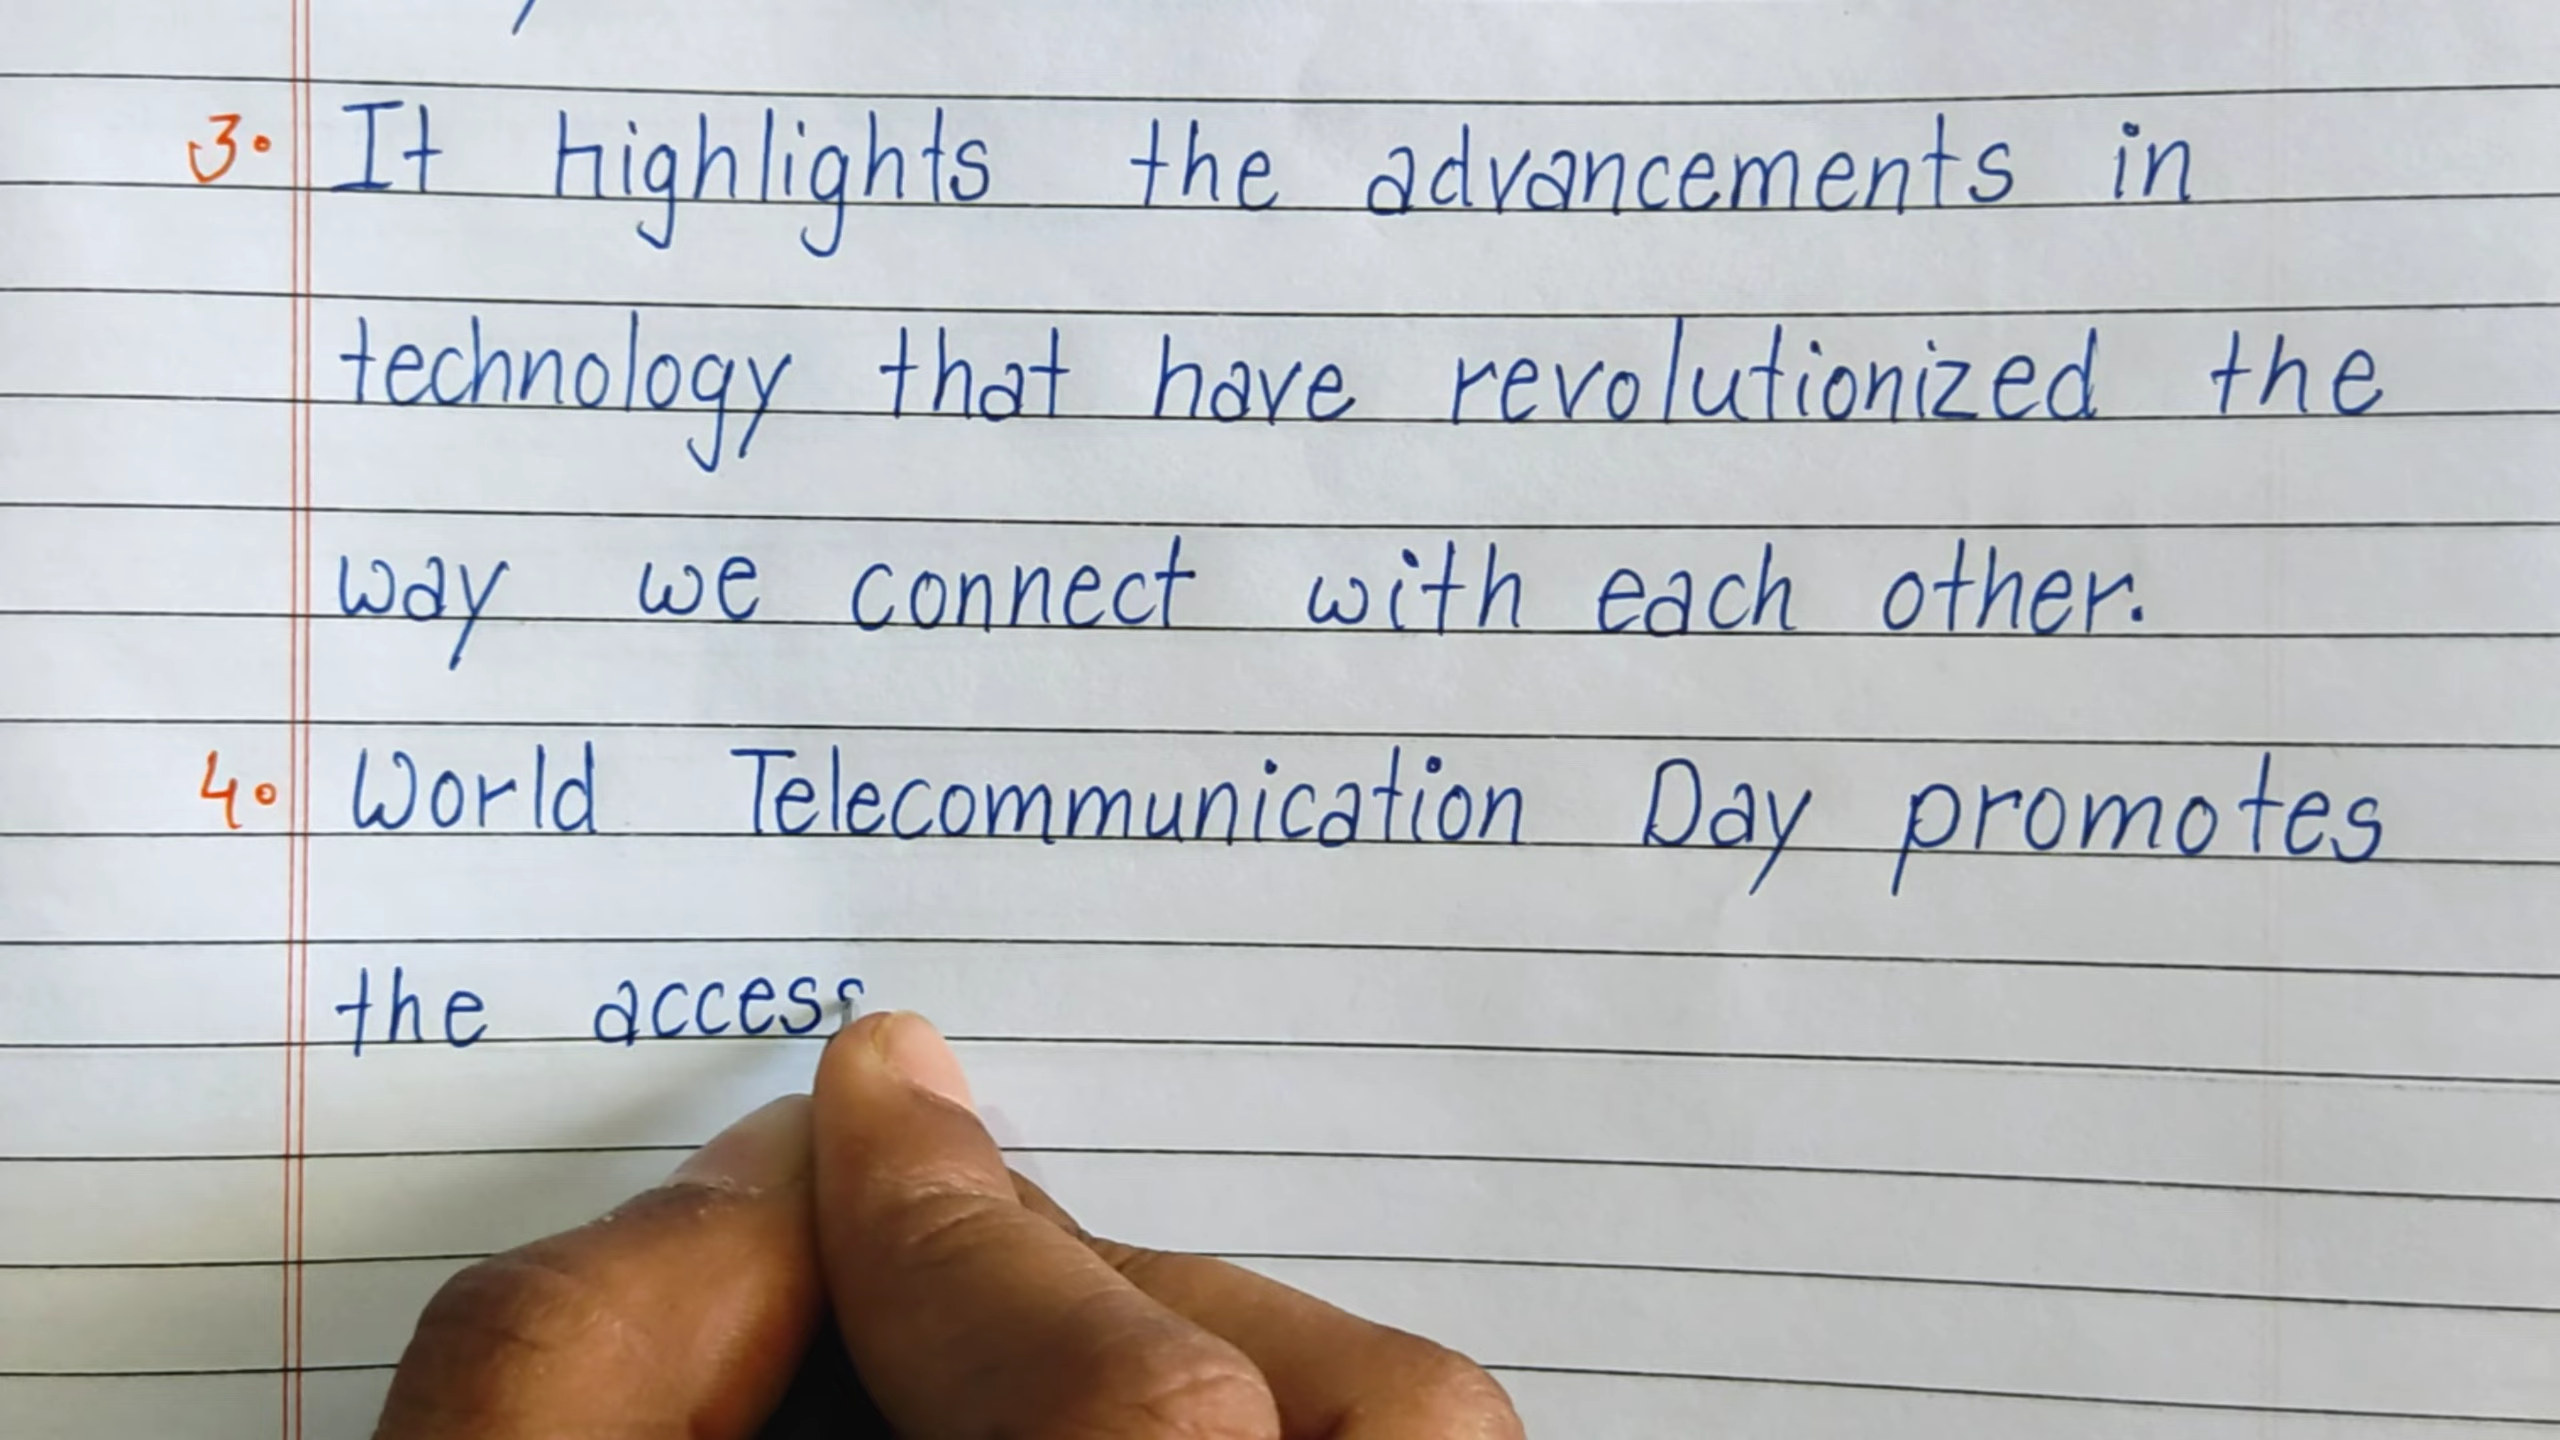 3. It highlights the advancements in
technology that have revolutionized the
way we connect with each other.
4. World Telecommunication Day promotes
the access